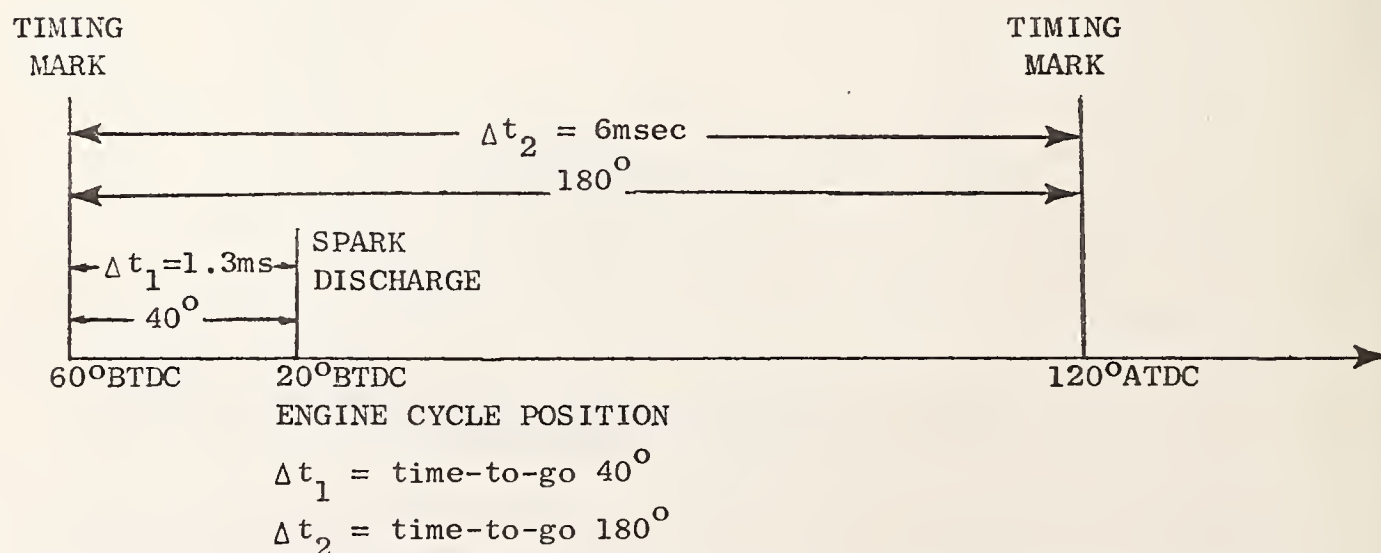 TIMING
MARK
TIMING
MARK
Δt₂ = 6msec
180°
Δt₁=1.3ms
SPARK
DISCHARGE
40°
60°BTDC
20°BTDC
120°ATDC
ENGINE CYCLE POSITION
Δt₁ = time-to-go 40°
Δt₂ = time-to-go 180°